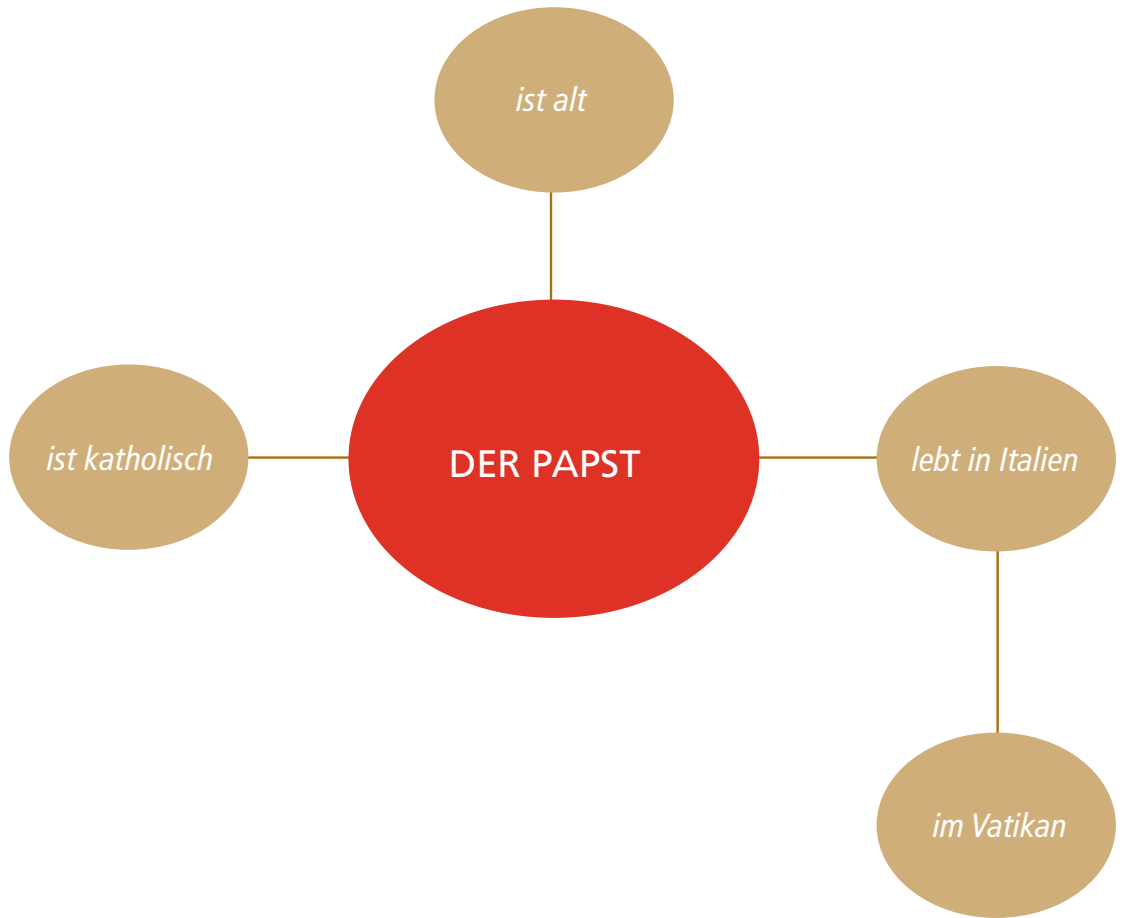 ist alt
ist katholisch
DER PAPST
lebt in Italien
im Vatikan